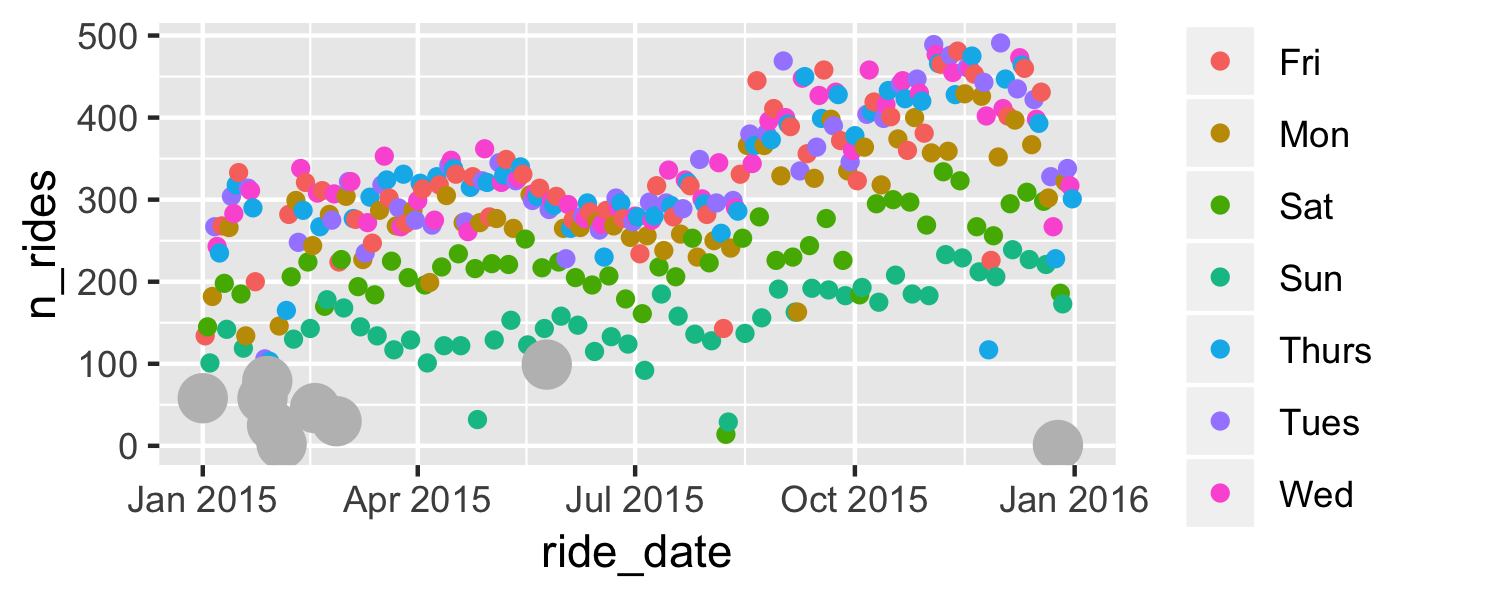 500
400
300
200
100
0
n_rides
Jan 2015 Apr 2015 Jul 2015 Oct 2015 Jan 2016
ride_date
Fri
Mon
Sat
Sun
Thurs
Tues
Wed